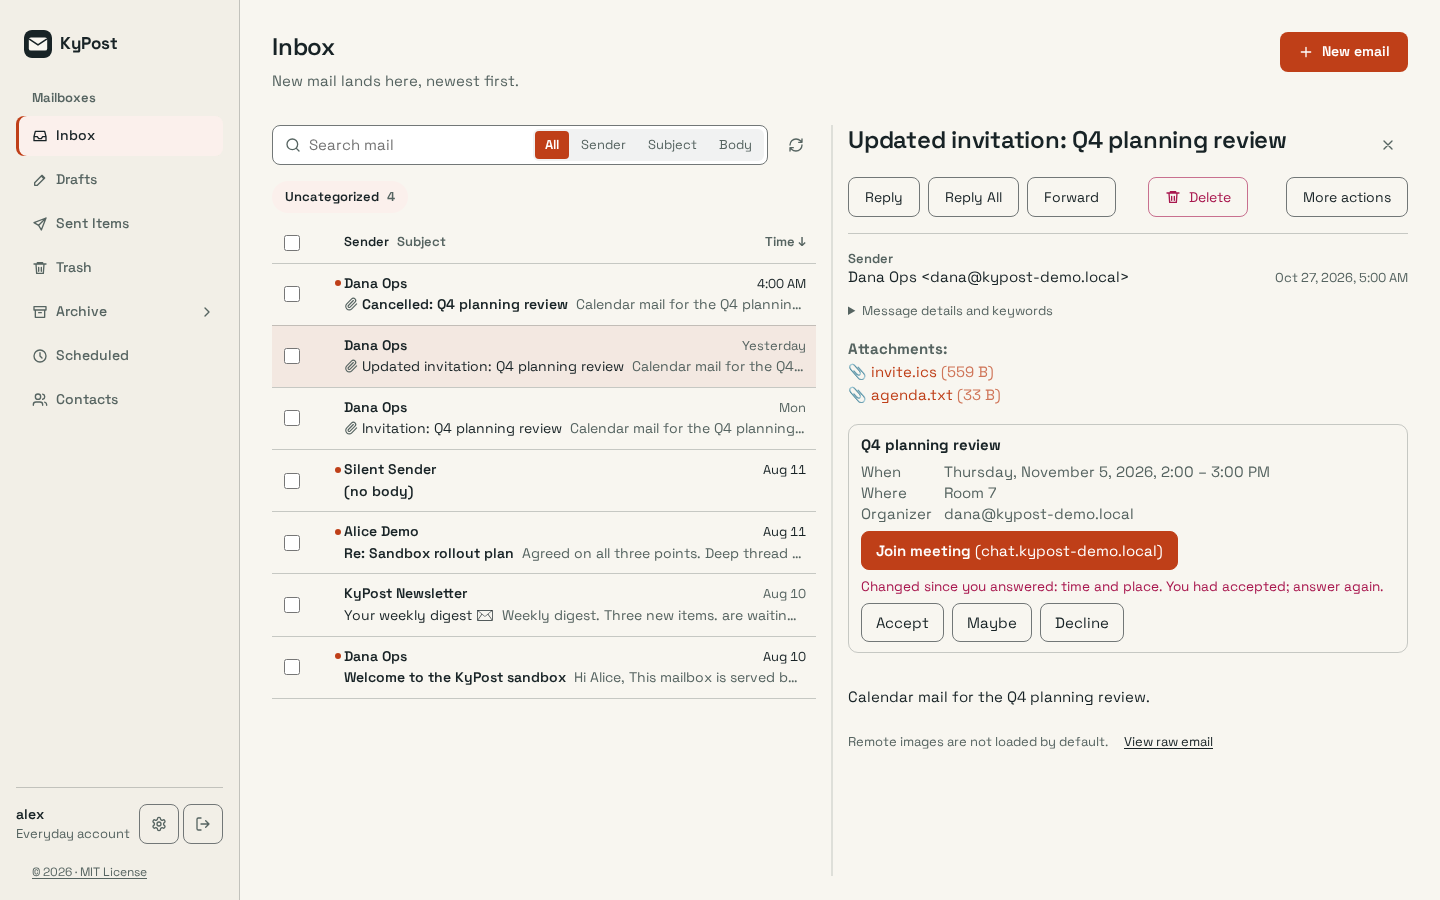 KyPost
Mailboxes
Inbox
Drafts
Sent Items
Trash
Archive
Scheduled
Contacts
alex
Everyday account
© 2026 · MIT License
Inbox
New mail lands here, newest first.
New email
Search mail
All Sender Subject Body
Uncategorized 4
Sender Subject Time ↓
Dana Ops 4:00 AM
Cancelled: Q4 planning review Calendar mail for the Q4 plannin...
Dana Ops Yesterday
Updated invitation: Q4 planning review Calendar mail for the Q4...
Dana Ops Mon
Invitation: Q4 planning review Calendar mail for the Q4 planning...
Silent Sender Aug 11
(no body)
Alice Demo Aug 11
Re: Sandbox rollout plan Agreed on all three points. Deep thread ...
KyPost Newsletter Aug 10
Your weekly digest ✉ Weekly digest. Three new items. are waitin...
Dana Ops Aug 10
Welcome to the KyPost sandbox Hi Alice, This mailbox is served b...
Updated invitation: Q4 planning review
Reply Reply All Forward Delete More actions
Sender
Dana Ops <dana@kypost-demo.local> Oct 27, 2026, 5:00 AM
Message details and keywords
Attachments:
📎 invite.ics (559 B)
📎 agenda.txt (33 B)
Q4 planning review
When Thursday, November 5, 2026, 2:00 – 3:00 PM
Where Room 7
Organizer dana@kypost-demo.local
Join meeting (chat.kypost-demo.local)
Changed since you answered: time and place. You had accepted; answer again.
Accept Maybe Decline
Calendar mail for the Q4 planning review.
Remote images are not loaded by default. View raw email